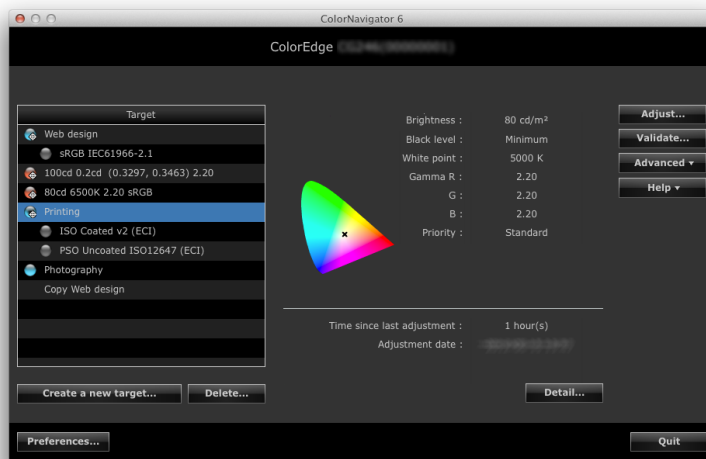 ColorNavigator 6
ColorEdge
Target
Web design
sRGB IEC61966-2.1
100cd 0.2cd (0.3297, 0.3463) 2.20
80cd 6500K 2.20 sRGB
Printing
ISO Coated v2 (ECI)
PSO Uncoated ISO12647 (ECI)
Photography
Copy Web design
Brightness : 80 cd/m²
Black level : Minimum
White point : 5000 K
Gamma R : 2.20
G : 2.20
B : 2.20
Priority : Standard
Time since last adjustment : 1 hour(s)
Adjustment date :
Adjust...
Validate...
Advanced ▾
Help ▾
Create a new target...
Delete...
Detail...
Preferences...
Quit